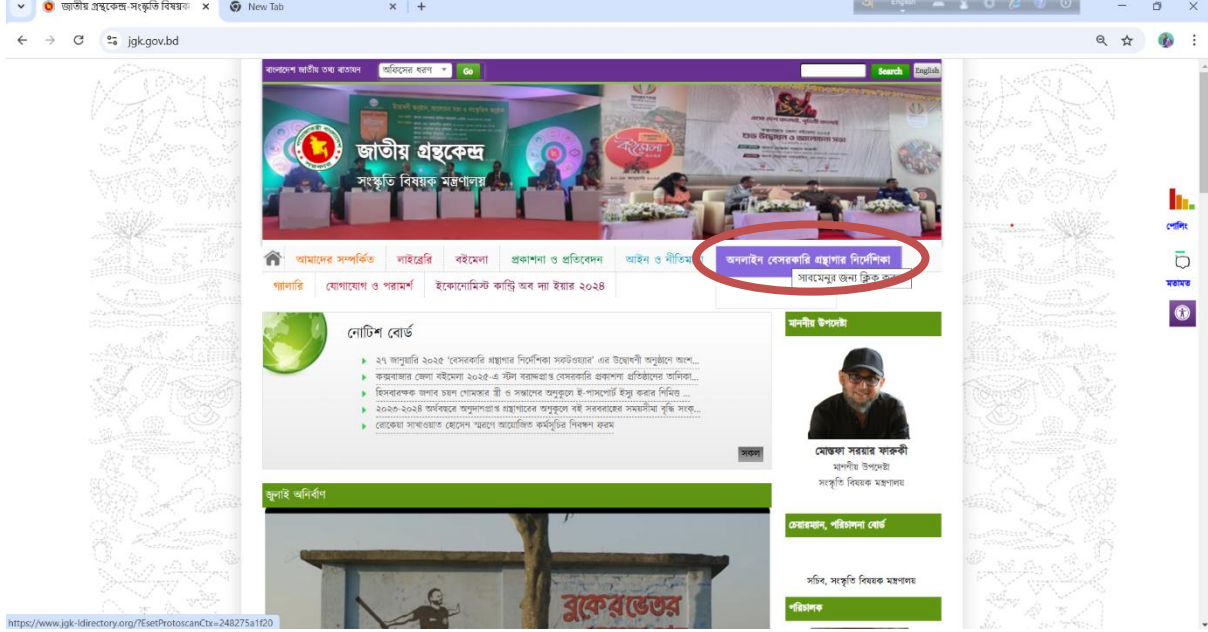 জাতীয় গ্রন্থকেন্দ্র-সংস্কৃতি বিষয়ক
New Tab
English
jgk.gov.bd
বাংলাদেশ জাতীয় তথ্য বাতায়ন
অফিসের ধরণ
Go
Search
English
জাতীয় গ্রন্থকেন্দ্র
সংস্কৃতি বিষয়ক মন্ত্রণালয়
আমাদের সম্পর্কিত লাইব্রেরি বইমেলা প্রকাশনা ও প্রতিবেদন আইন ও নীতিম অনলাইন বেসরকারি গ্রন্থাগার নির্দেশিকা
সাবমেনুর জন্য ক্লিক
গ্যালারি যোগাযোগ ও পরামর্শ ইকোনোমিস্ট কান্ট্রি অব দ্যা ইয়ার ২০২৪
পোলিং
মতামত
নোটিশ বোর্ড
২৭ জানুয়ারি ২০২৫ 'বেসরকারি গ্রন্থাগার নির্দেশিকা সফটওয়্যার' এর উদ্বোধনী অনুষ্ঠানে অংশ...
কক্সবাজার জেলা বইমেলা ২০২৫-এ স্টল বরাদ্দপ্রাপ্ত বেসরকারি প্রকাশনা প্রতিষ্ঠানের তালিকা...
হিসবারক্ষক জনাব চয়ন গোমস্তার স্ত্রী ও সন্তানের অনুকূলে ই-পাসপোর্ট ইস্যু করার নিমিত্ত ...
২০২৩-২০২৪ অর্থবছরে অনুদানপ্রাপ্ত গ্রন্থাগারের অনুকূলে বই সরবরাহের সময়সীমা বৃদ্ধি সংক্...
রোকেয়া সাখাওয়াত হোসেন স্মরণে আয়োজিত কর্মসূচির নিবন্ধন ফরম
সকল
মাননীয় উপদেষ্টা
মোস্তফা সরয়ার ফারুকী
মাননীয় উপদেষ্টা
সংস্কৃতি বিষয়ক মন্ত্রণালয়
জুলাই অনির্বাণ
বুকের ভেতর
চেয়ারম্যান, পরিচালনা বোর্ড
সচিব, সংস্কৃতি বিষয়ক মন্ত্রণালয়
পরিচালক
https://www.jgk-ldirectory.org/?EsetProtoscanCtx=248275a1f20